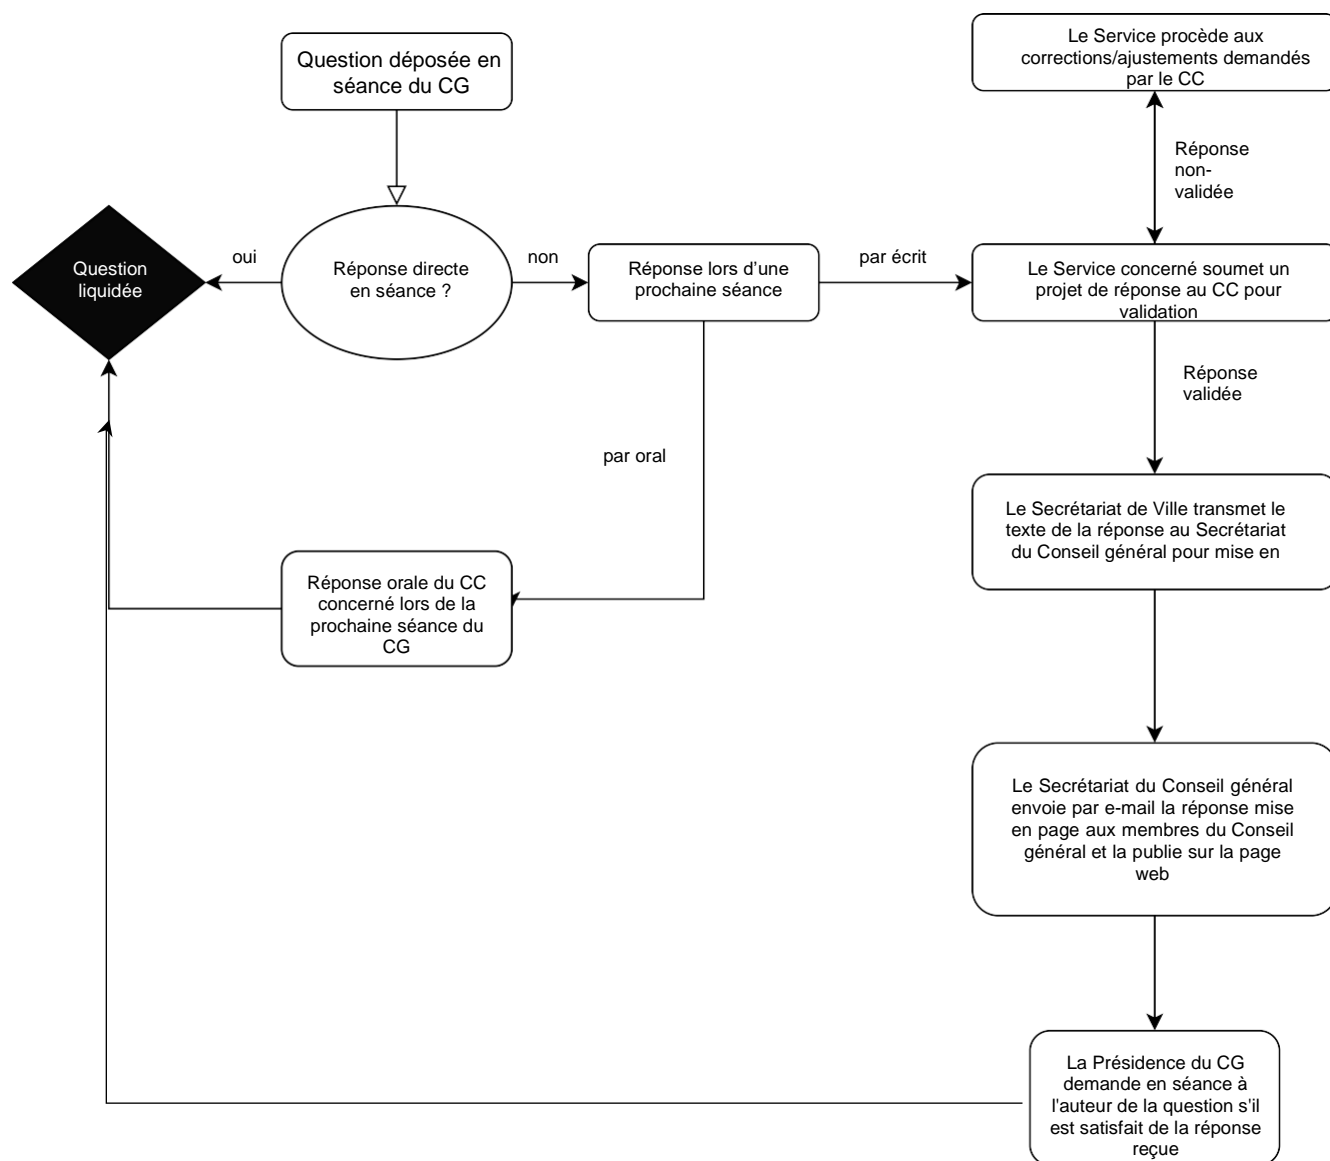 Question déposée en
séance du CG
Le Service procède aux
corrections/ajustements demandés
par le CC
Réponse
non-
validée
Question
liquidée
oui
Réponse directe
en séance ?
non
Réponse lors d’une
prochaine séance
par écrit
Le Service concerné soumet un
projet de réponse au CC pour
validation
Réponse
validée
par oral
Le Secrétariat de Ville transmet le
texte de la réponse au Secrétariat
du Conseil général pour mise en
Réponse orale du CC
concerné lors de la
prochaine séance du
CG
Le Secrétariat du Conseil général
envoie par e-mail la réponse mise
en page aux membres du Conseil
général et la publie sur la page
web
La Présidence du CG
demande en séance à
l'auteur de la question s'il
est satisfait de la réponse
reçue